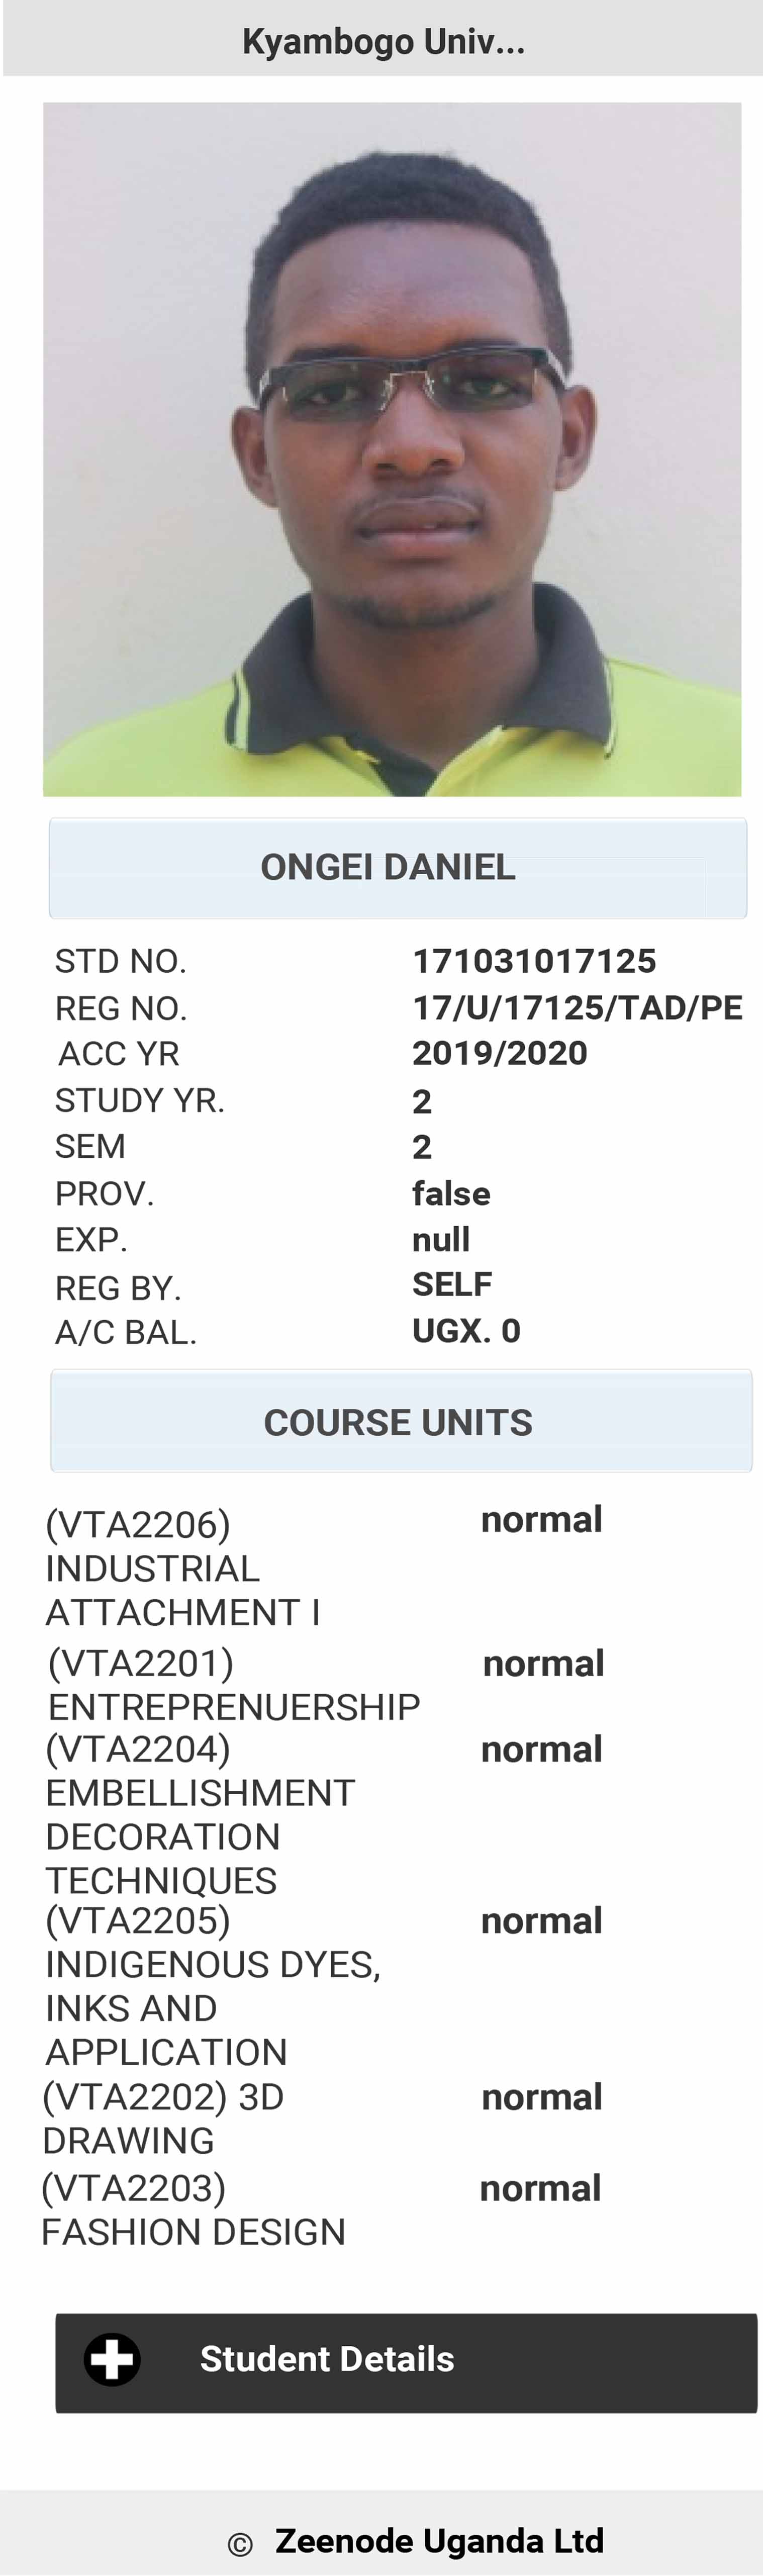 Kyambogo Univ...
ONGEI DANIEL
STD NO. 171031017125
REG NO. 17/U/17125/TAD/PE
ACC YR 2019/2020
STUDY YR. 2
SEM 2
PROV. false
EXP. null
REG BY. SELF
A/C BAL. UGX. 0
COURSE UNITS
(VTA2206) normal
INDUSTRIAL
ATTACHMENT I
(VTA2201) normal
ENTREPRENUERSHIP
(VTA2204) normal
EMBELLISHMENT
DECORATION
TECHNIQUES
(VTA2205) normal
INDIGENOUS DYES,
INKS AND
APPLICATION
(VTA2202) 3D normal
DRAWING
(VTA2203) normal
FASHION DESIGN
Student Details
© Zeenode Uganda Ltd